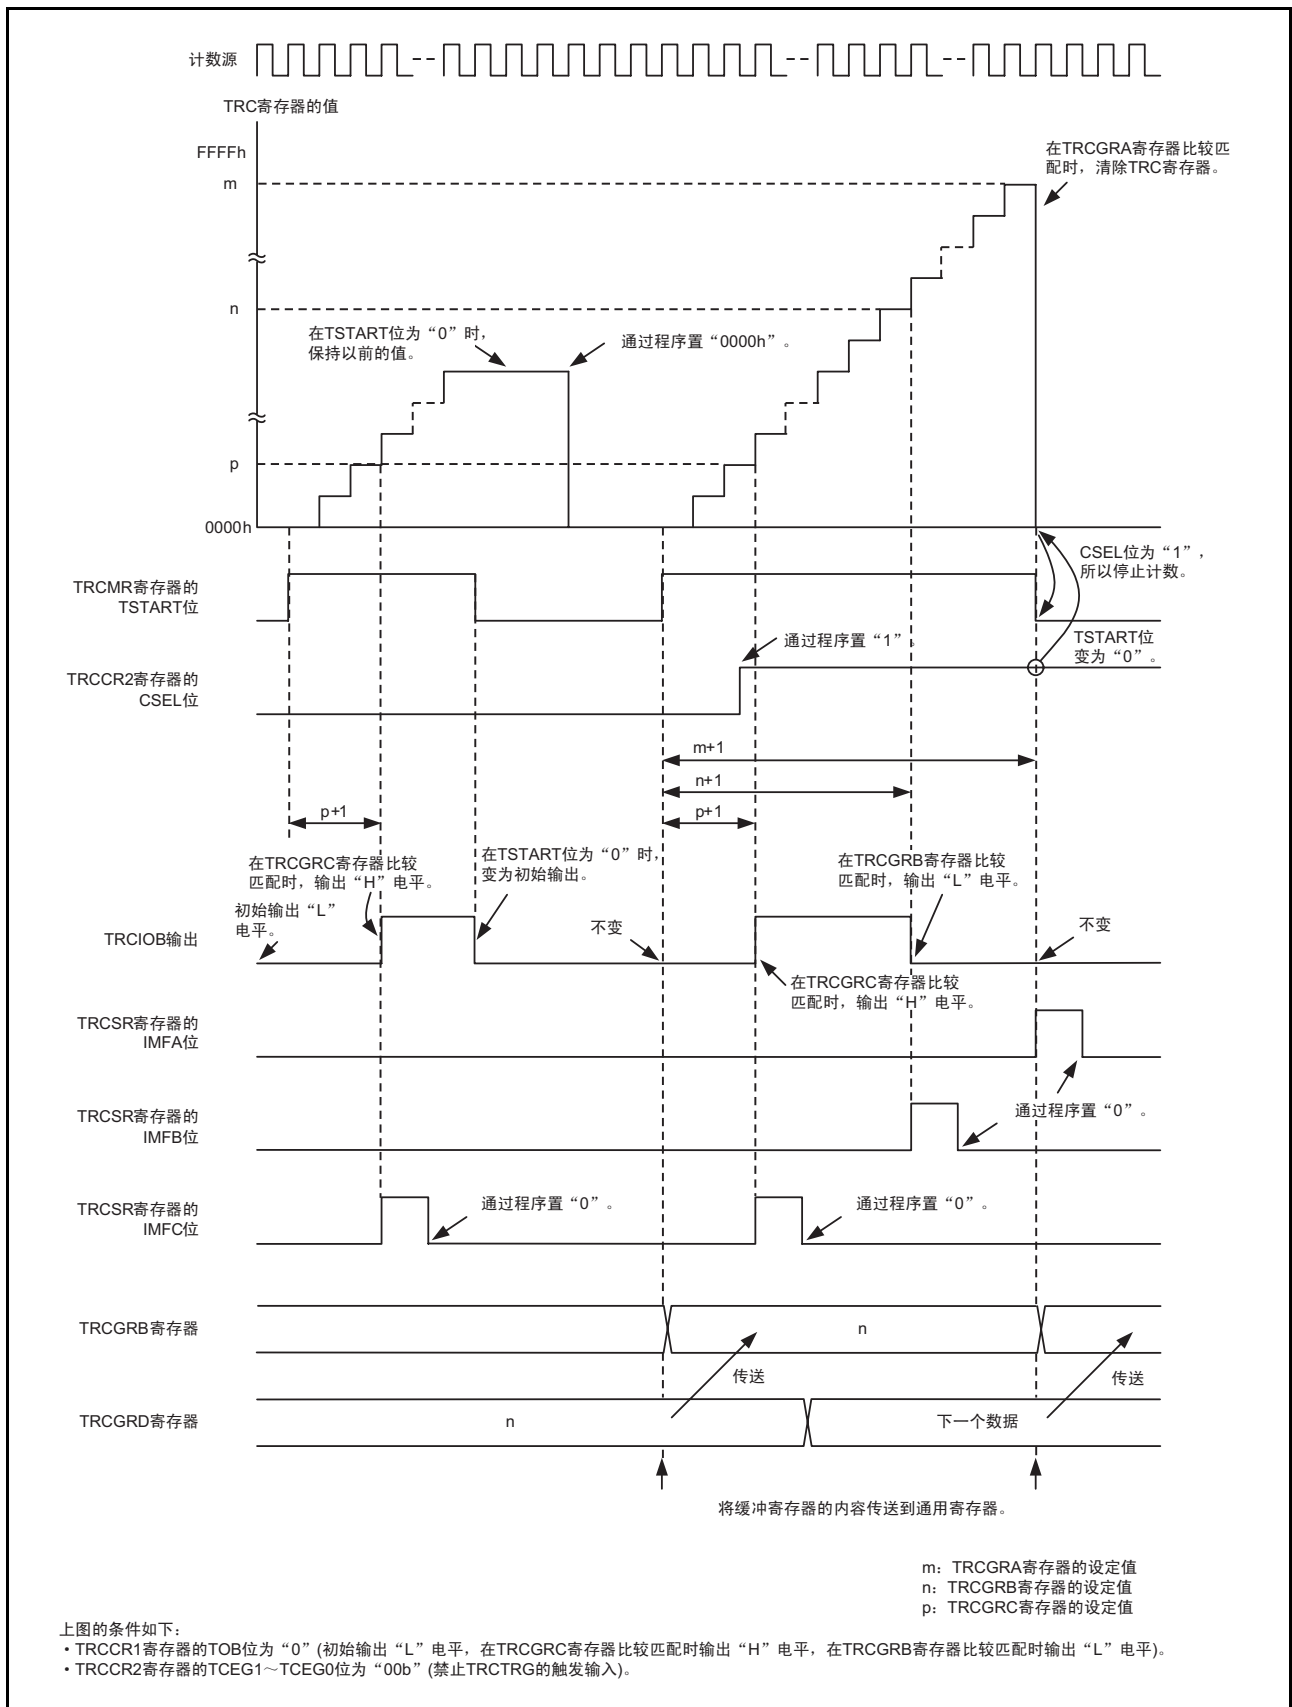 计数源
TRC寄存器的值
FFFFh
m
在TRCGRA寄存器比较匹
配时，清除TRC寄存器。
n
在TSTART位为“0”时，
保持以前的值。
通过程序置“0000h”。
p
0000h
CSEL位为“1”，
所以停止计数。
TRCMR寄存器的
TSTART位
通过程序置“1”。
TSTART位
变为“0”。
TRCCR2寄存器的
CSEL位
m+1
n+1
p+1
p+1
在TRCGRC寄存器比较
匹配时，输出“H”电平。
在TSTART位为“0”时，
变为初始输出。
在TRCGRB寄存器比较
匹配时，输出“L”电平。
初始输出“L”
电平。
TRCIOB输出
不变
不变
在TRCGRC寄存器比较
匹配时，输出“H”电平。
TRCSR寄存器的
IMFA位
通过程序置“0”。
TRCSR寄存器的
IMFB位
TRCSR寄存器的
IMFC位
通过程序置“0”。
通过程序置“0”。
TRCGRB寄存器
n
传送
传送
TRCGRD寄存器
n
下一个数据
将缓冲寄存器的内容传送到通用寄存器。
m：TRCGRA寄存器的设定值
n：TRCGRB寄存器的设定值
p：TRCGRC寄存器的设定值
上图的条件如下：
・TRCCR1寄存器的TOB位为“0”(初始输出“L”电平，在TRCGRC寄存器比较匹配时输出“H”电平，在TRCGRB寄存器比较匹配时输出“L”电平)。
・TRCCR2寄存器的TCEG1～TCEG0位为“00b”(禁止TRCTRG的触发输入)。